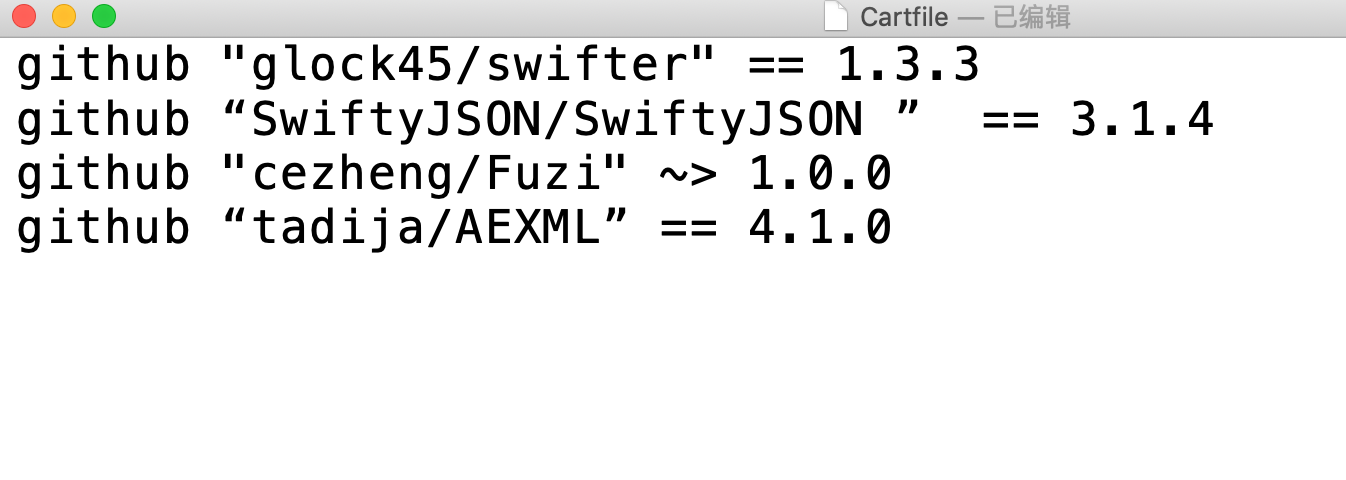 Cartfile — 已编辑
github "glock45/swifter" == 1.3.3
github “SwiftyJSON/SwiftyJSON ”  == 3.1.4
github "cezheng/Fuzi" ~> 1.0.0
github “tadija/AEXML” == 4.1.0